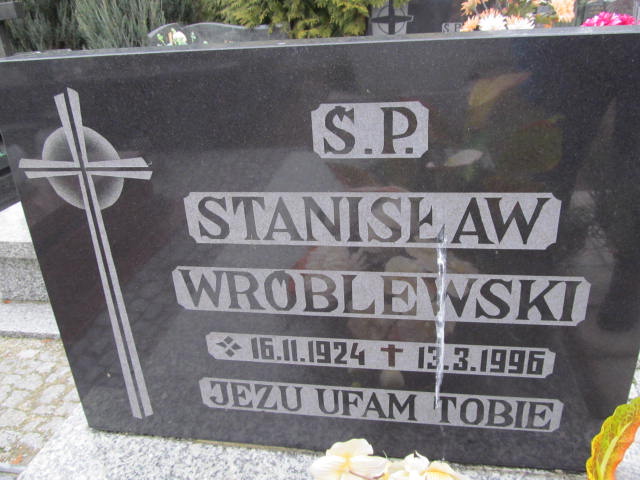 Ś.P.
STANISŁAW
WRÓBLEWSKI
16.11.1924 † 13.3.1996
JEZU UFAM TOBIE